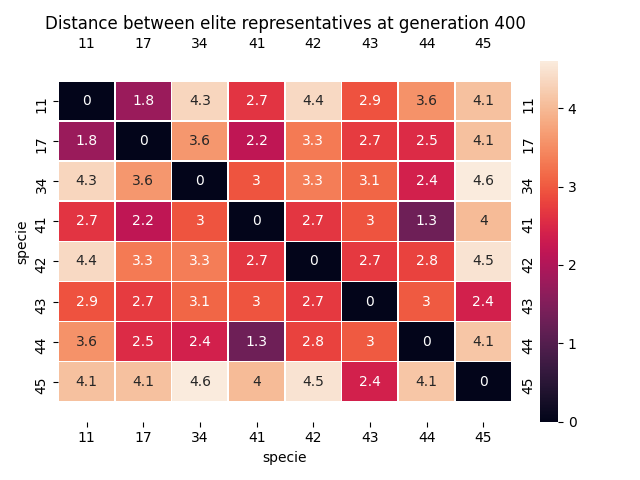 Distance between elite representatives at generation 400
11 17 34 41 42 43 44 45
11 0 1.8 4.3 2.7 4.4 2.9 3.6 4.1 11
17 1.8 0 3.6 2.2 3.3 2.7 2.5 4.1 17
34 4.3 3.6 0 3 3.3 3.1 2.4 4.6 34
41 2.7 2.2 3 0 2.7 3 1.3 4 41
42 4.4 3.3 3.3 2.7 0 2.7 2.8 4.5 42
43 2.9 2.7 3.1 3 2.7 0 3 2.4 43
44 3.6 2.5 2.4 1.3 2.8 3 0 4.1 44
45 4.1 4.1 4.6 4 4.5 2.4 4.1 0 45
11 17 34 41 42 43 44 45
specie
specie
4
3
2
1
0